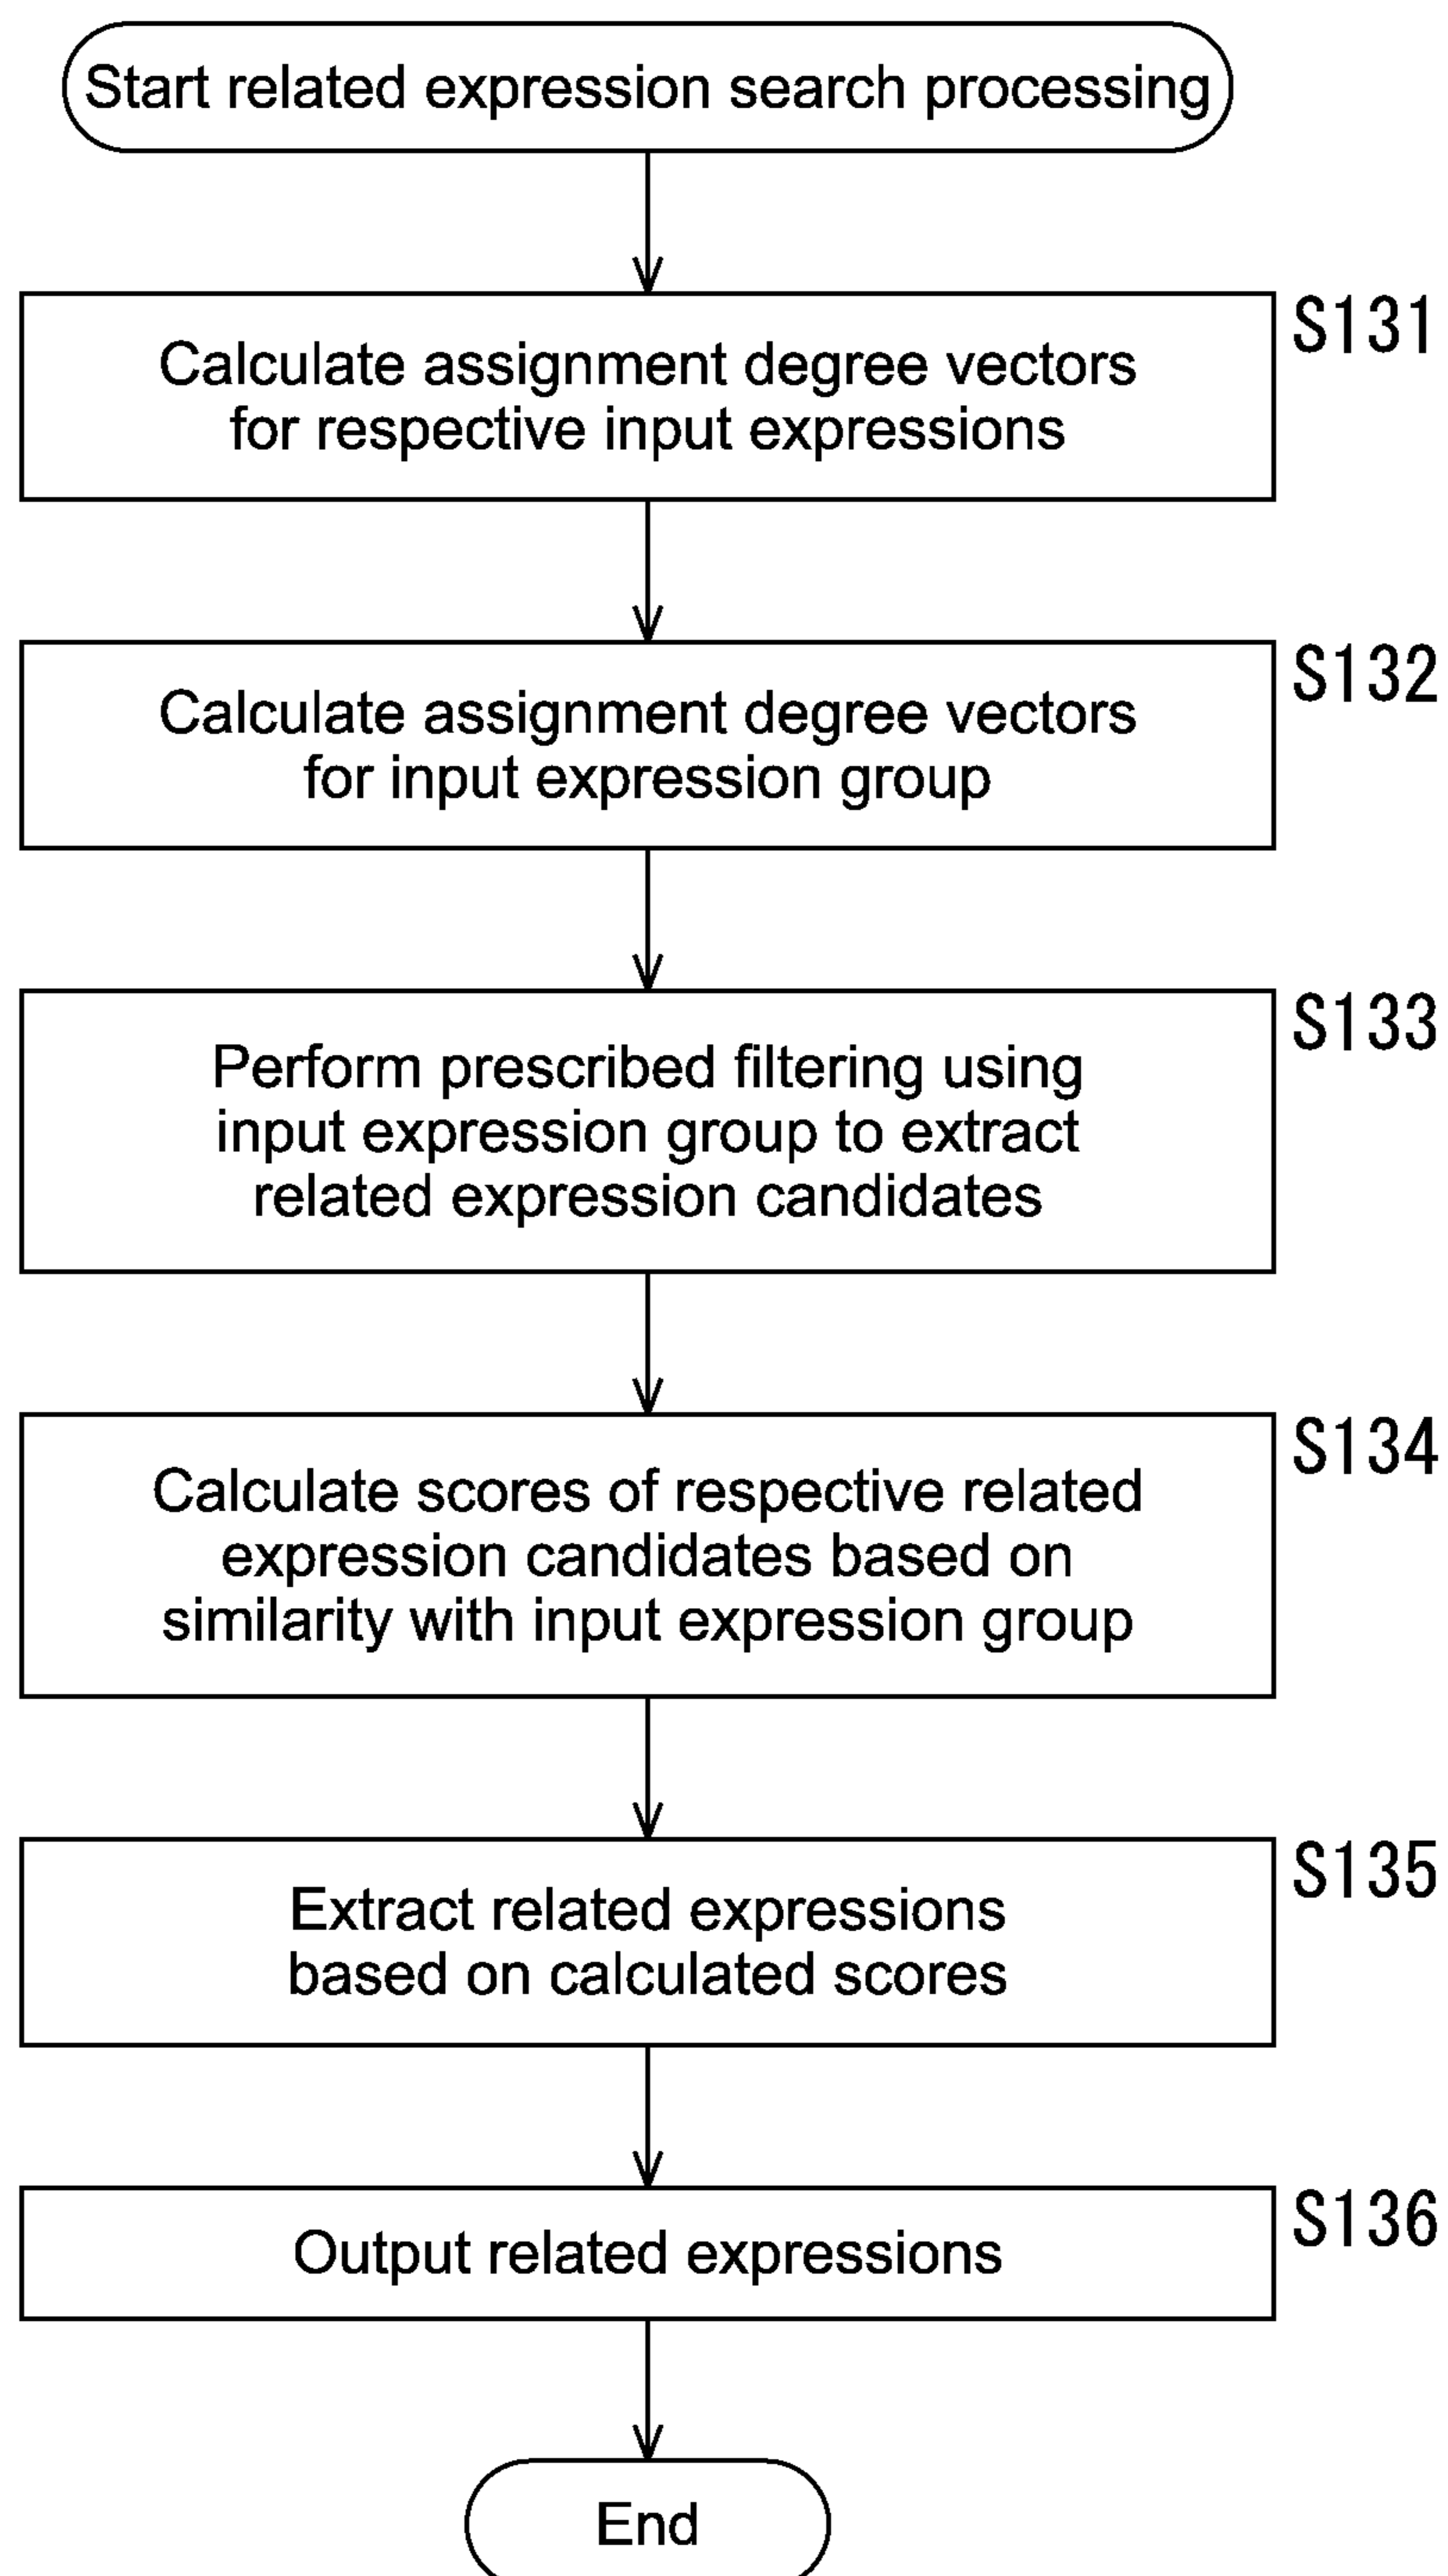 Start related expression search processing
S131
Calculate assignment degree vectors
for respective input expressions
S132
Calculate assignment degree vectors
for input expression group
S133
Perform prescribed filtering using
input expression group to extract
related expression candidates
S134
Calculate scores of respective related
expression candidates based on
similarity with input expression group
S135
Extract related expressions
based on calculated scores
S136
Output related expressions
End